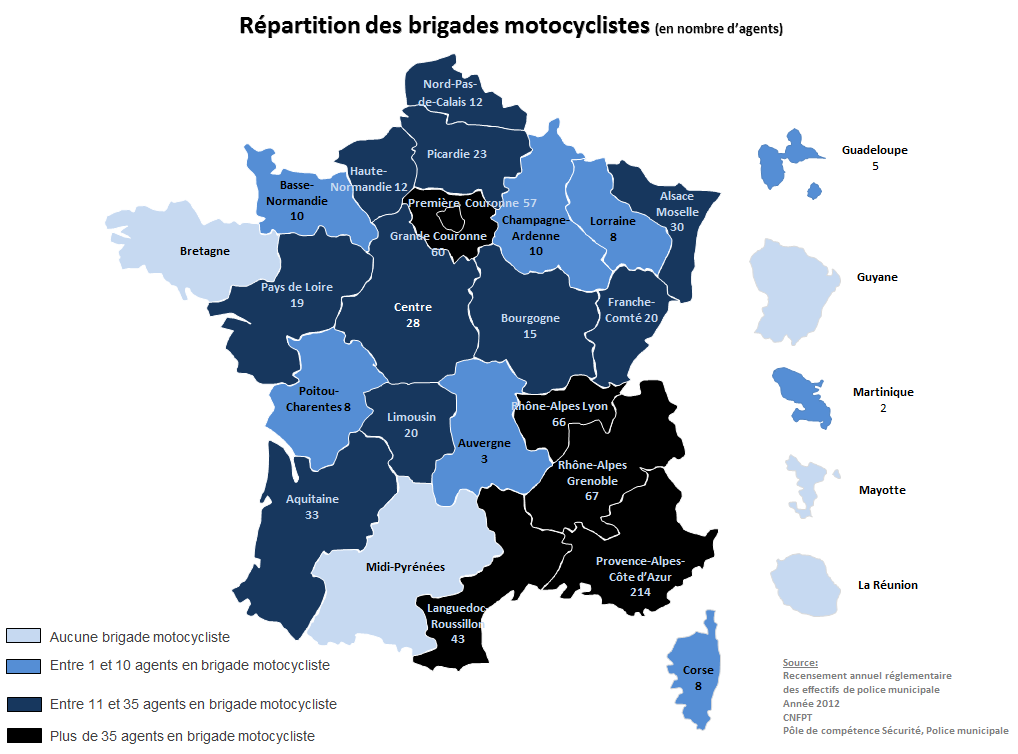 Répartition des brigades motocyclistes (en nombre d'agents)
Nord-Pas-
de-Calais 12
Picardie 23
Haute-
Normandie 12
Basse-
Normandie
10
Première Couronne 57
Grande Couronne
60
Champagne-
Ardenne
10
Lorraine
8
Alsace
Moselle
30
Bretagne
Pays de Loire
19
Centre
28
Bourgogne
15
Franche-
Comté 20
Poitou-
Charentes 8
Limousin
20
Auvergne
3
Rhône-Alpes Lyon
66
Rhône-Alpes
Grenoble
67
Aquitaine
33
Midi-Pyrénées
Languedoc-
Roussillon
43
Provence-Alpes-
Côte d'Azur
214
Corse
8
Guadeloupe
5
Guyane
Martinique
2
Mayotte
La Réunion
Aucune brigade motocycliste
Entre 1 et 10 agents en brigade motocycliste
Entre 11 et 35 agents en brigade motocycliste
Plus de 35 agents en brigade motocycliste
Source:
Recensement annuel réglementaire
des effectifs de police municipale
Année 2012
CNFPT
Pôle de compétence Sécurité, Police municipale